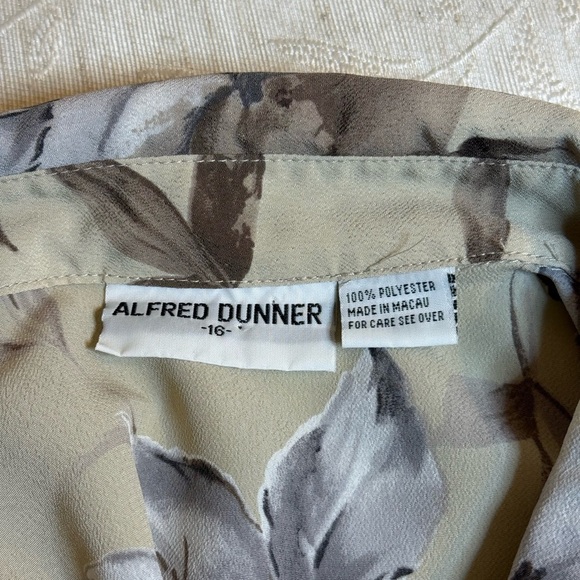 ALFRED DUNNER
-16-
100% POLYESTER
MADE IN MACAU
FOR CARE SEE OVER